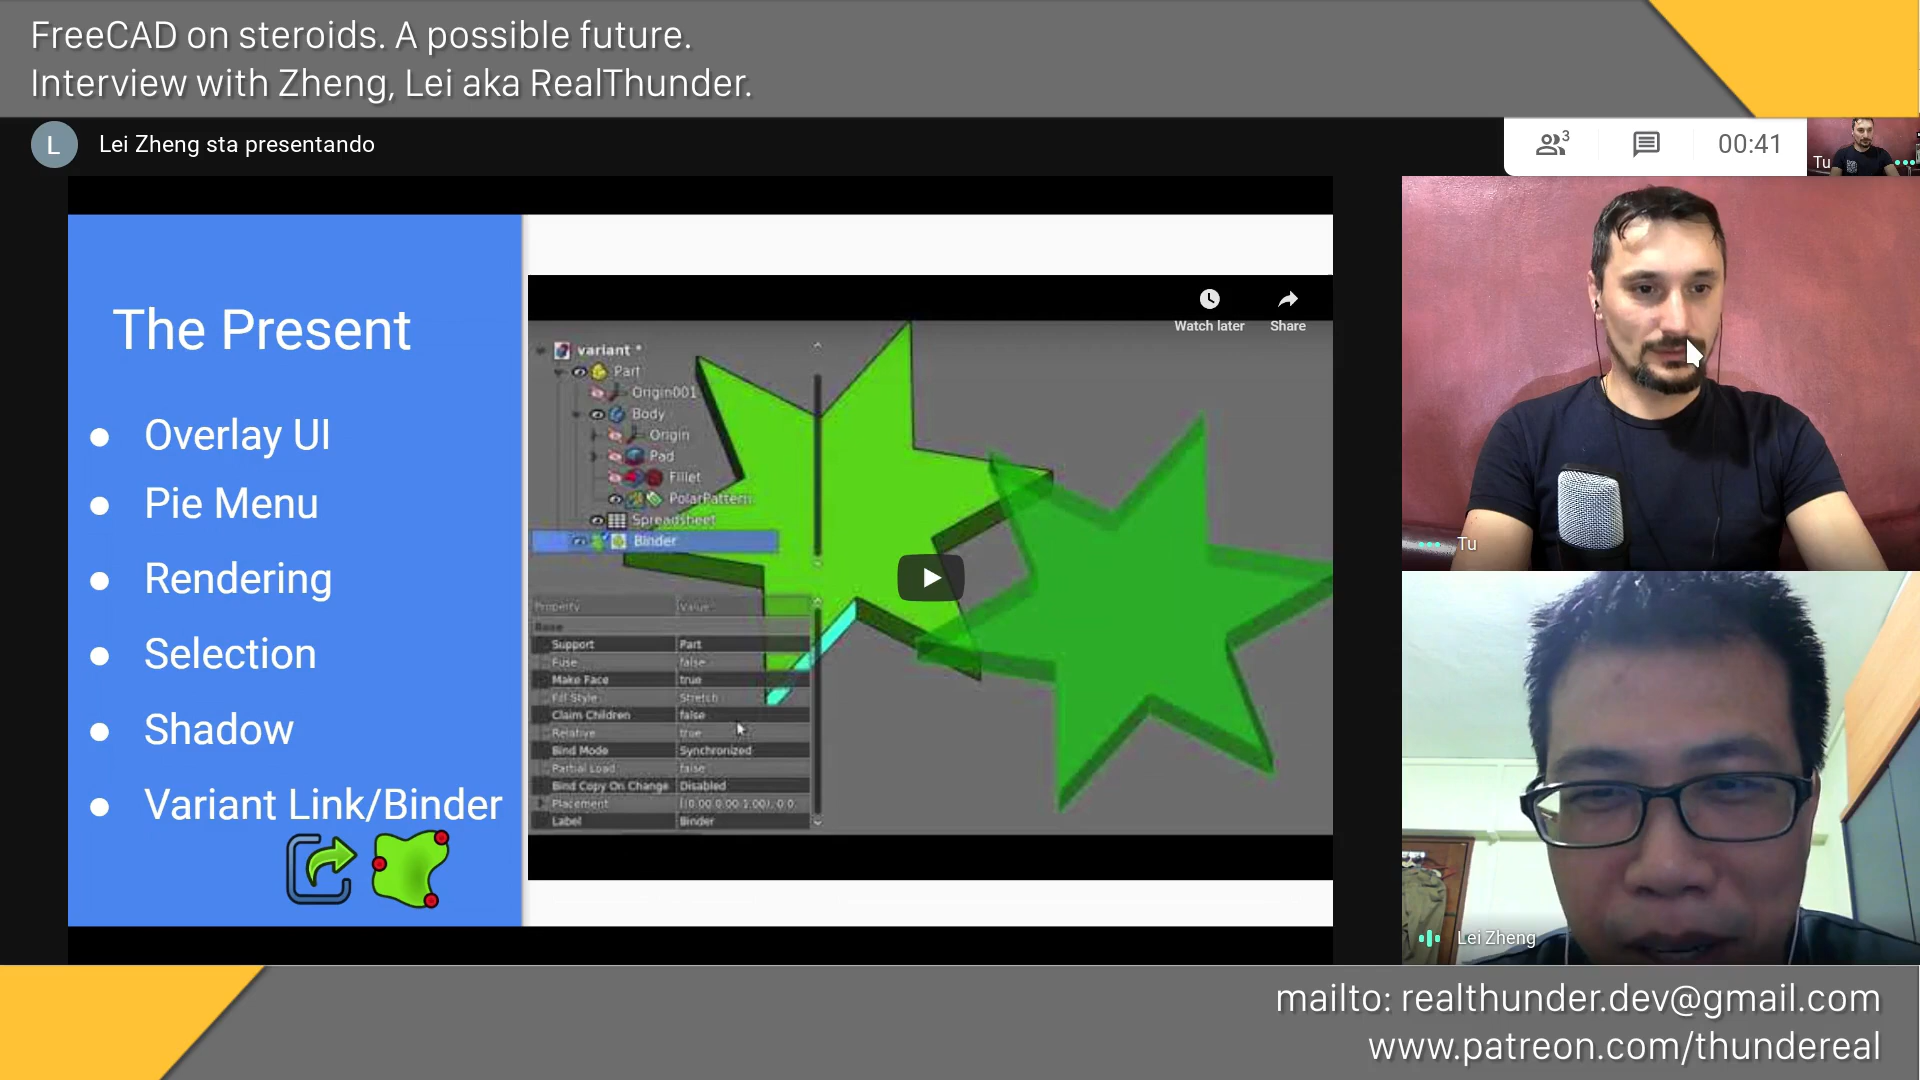 FreeCAD on steroids. A possible future.
Interview with Zheng, Lei aka RealThunder.
L
Lei Zheng sta presentando
3
00:41
Tu
The Present
Overlay UI
Pie Menu
Rendering
Selection
Shadow
Variant Link/Binder
Watch later
Share
variant *
Part
Origin001
Body
Origin
Pad
Fillet
PolarPattern
Spreadsheet
Binder
Property Value
Base
Support Part
Fuse false
Make Face true
Fill Style Stretch
Claim Children false
Relative true
Bind Mode Synchronized
Partial Load false
Bind Copy On Change Disabled
Placement
Label Binder
Tu
Lei Zheng
mailto: realthunder.dev@gmail.com
www.patreon.com/thundereal